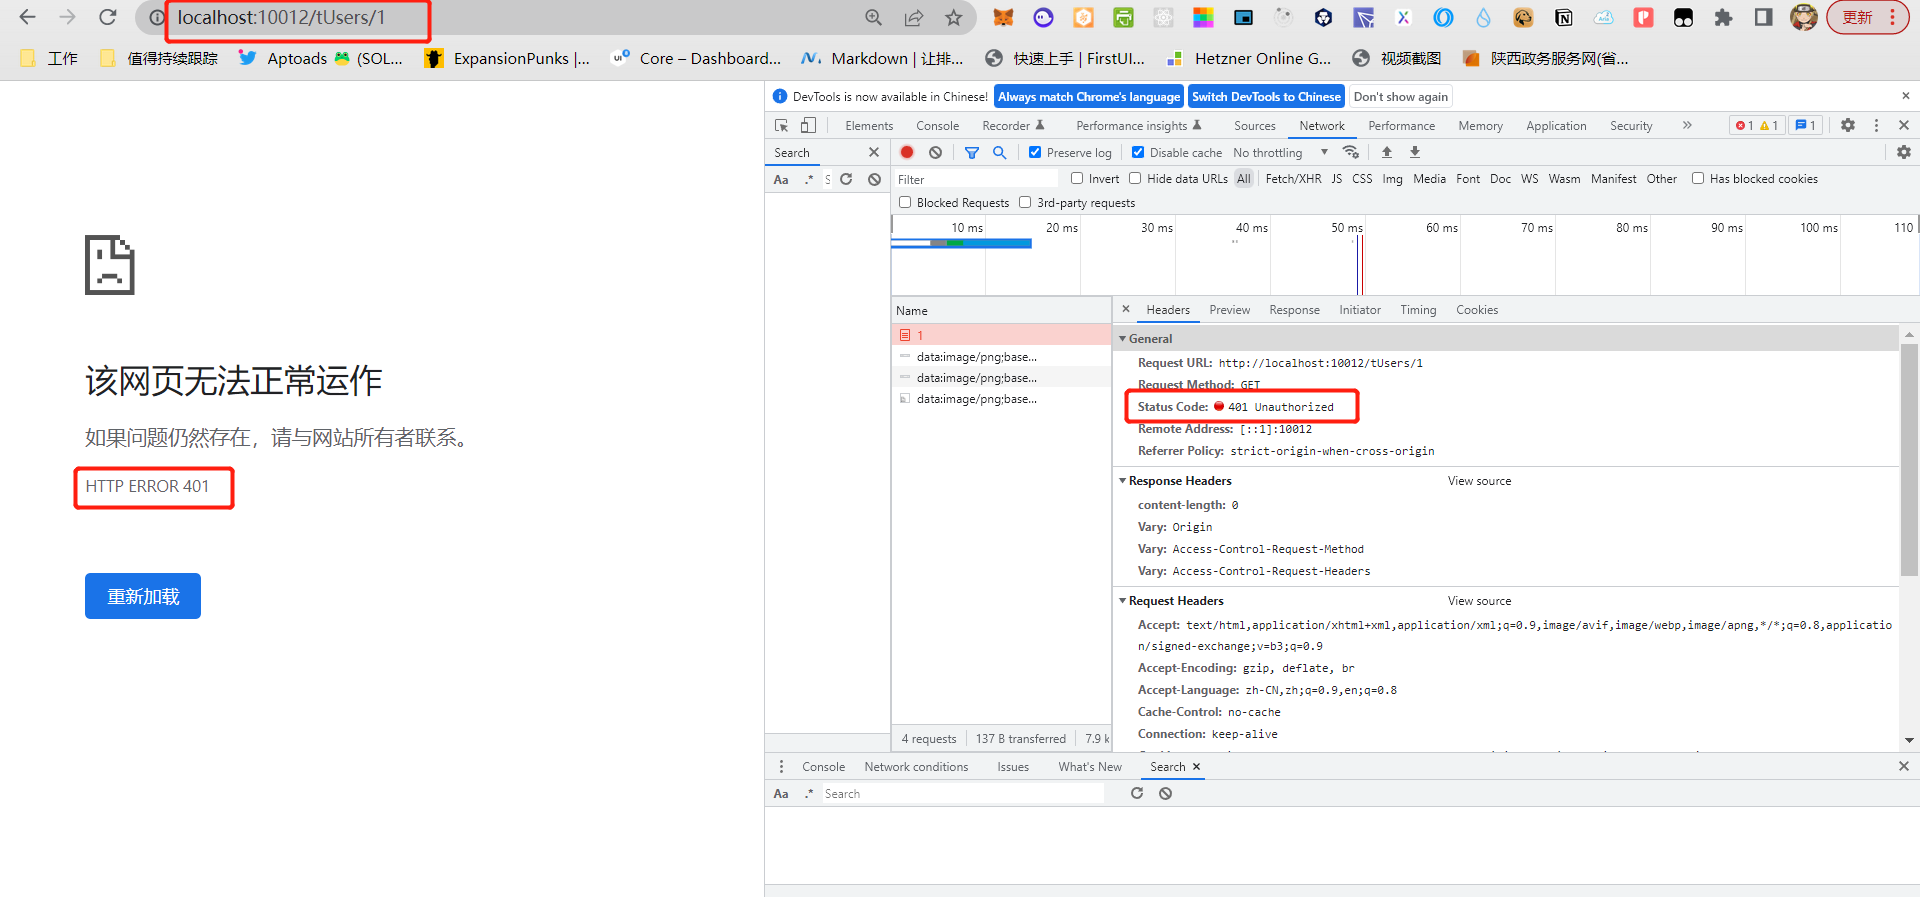 localhost:10012/tUsers/1
更新
工作
值得持续跟踪
Aptoads 🐸 (SOL...
ExpansionPunks |...
Core – Dashboard...
Markdown | 让排...
快速上手 | FirstUI...
Hetzner Online G...
视频截图
陕西政务服务网(省...
该网页无法正常运作
如果问题仍然存在，请与网站所有者联系。
HTTP ERROR 401
重新加载
DevTools is now available in Chinese!
Always match Chrome's language
Switch DevTools to Chinese
Don't show again
Elements
Console
Recorder
Performance insights
Sources
Network
Performance
Memory
Application
Security
1
1
1
Search
Preserve log
Disable cache
No throttling
Aa
.*
S
Filter
Invert
Hide data URLs
All
Fetch/XHR
JS
CSS
Img
Media
Font
Doc
WS
Wasm
Manifest
Other
Has blocked cookies
Blocked Requests
3rd-party requests
10 ms
20 ms
30 ms
40 ms
50 ms
60 ms
70 ms
80 ms
90 ms
100 ms
110
Name
1
data:image/png;base...
data:image/png;base...
data:image/png;base...
4 requests
137 B transferred
7.9 k
Headers
Preview
Response
Initiator
Timing
Cookies
General
Request URL: http://localhost:10012/tUsers/1
Request Method: GET
Status Code: 401 Unauthorized
Remote Address: [::1]:10012
Referrer Policy: strict-origin-when-cross-origin
Response Headers
View source
content-length: 0
Vary: Origin
Vary: Access-Control-Request-Method
Vary: Access-Control-Request-Headers
Request Headers
View source
Accept: text/html,application/xhtml+xml,application/xml;q=0.9,image/avif,image/webp,image/apng,*/*;q=0.8,applicatio
n/signed-exchange;v=b3;q=0.9
Accept-Encoding: gzip, deflate, br
Accept-Language: zh-CN,zh;q=0.9,en;q=0.8
Cache-Control: no-cache
Connection: keep-alive
Console
Network conditions
Issues
What's New
Search
Aa
.*
Search